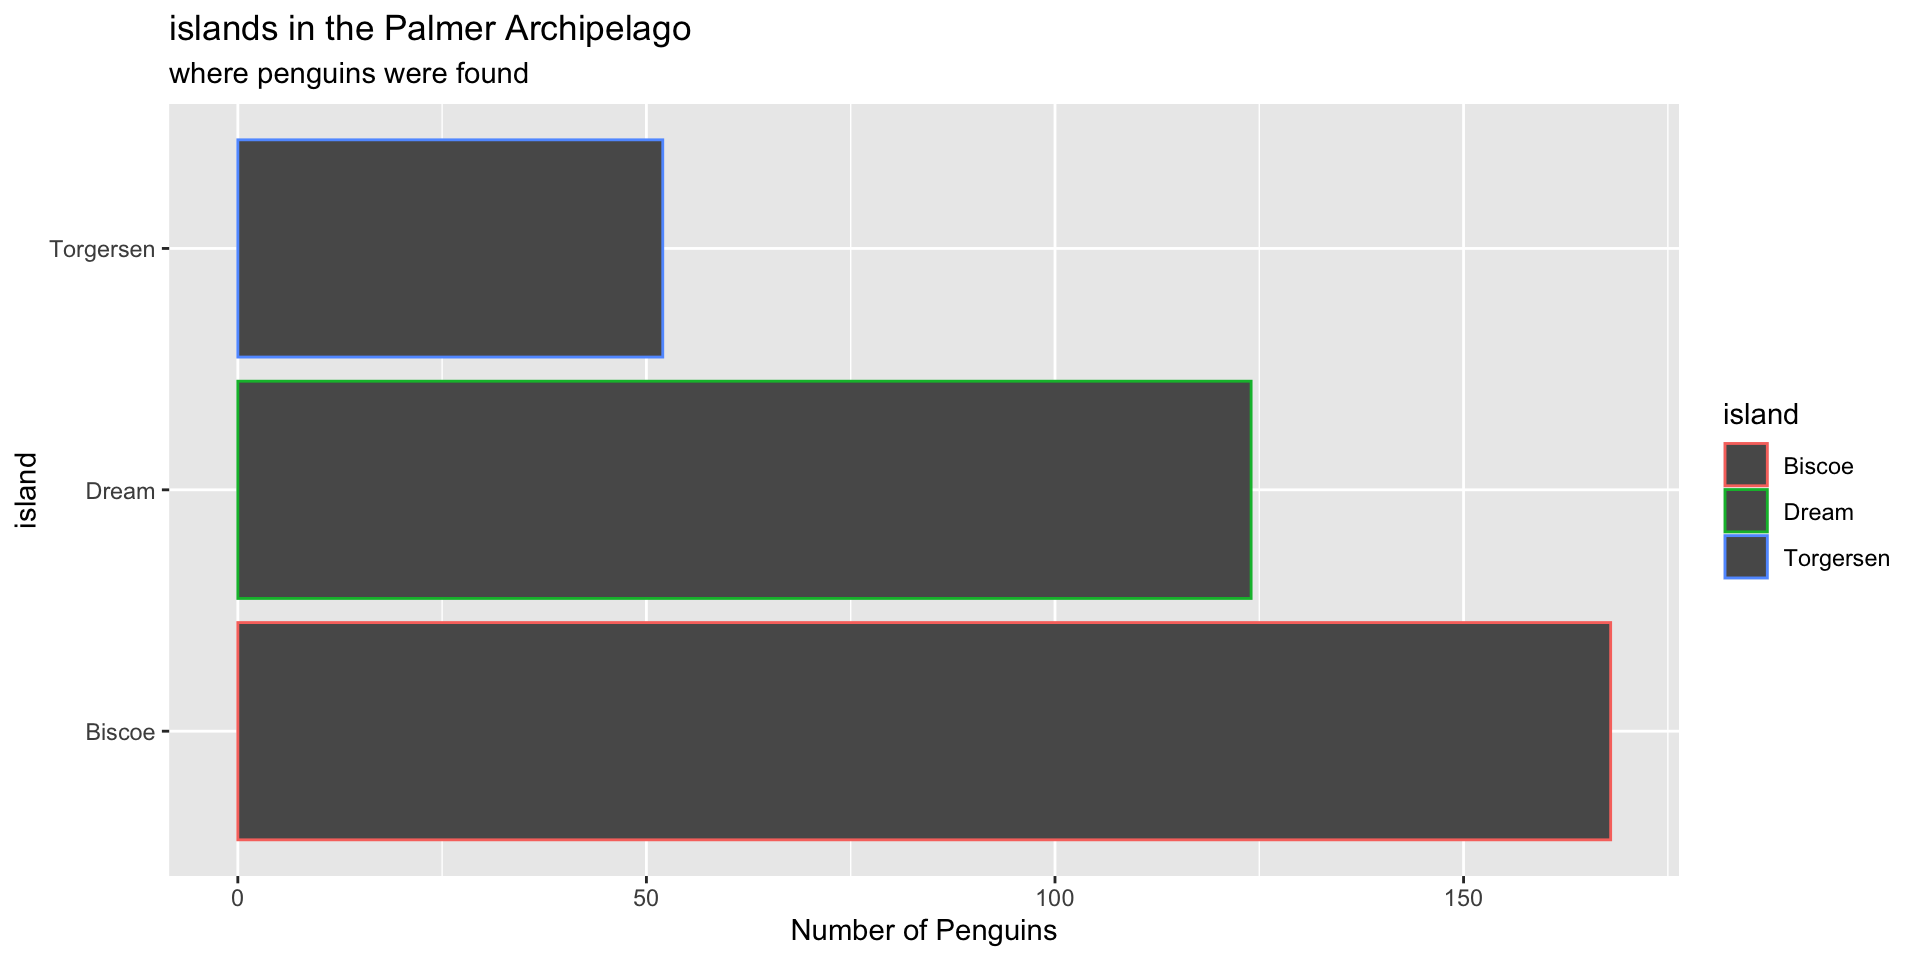 islands in the Palmer Archipelago
where penguins were found
Torgersen
Dream
Biscoe
island
0 50 100 150
Number of Penguins
island
Biscoe
Dream
Torgersen